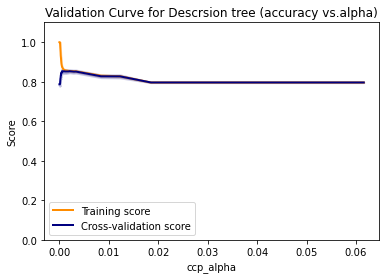 Validation Curve for Descrsion tree (accuracy vs.alpha)
1.0
0.8
0.6
0.4
0.2
0.0
Score
Training score
Cross-validation score
0.00 0.01 0.02 0.03 0.04 0.05 0.06
ccp_alpha